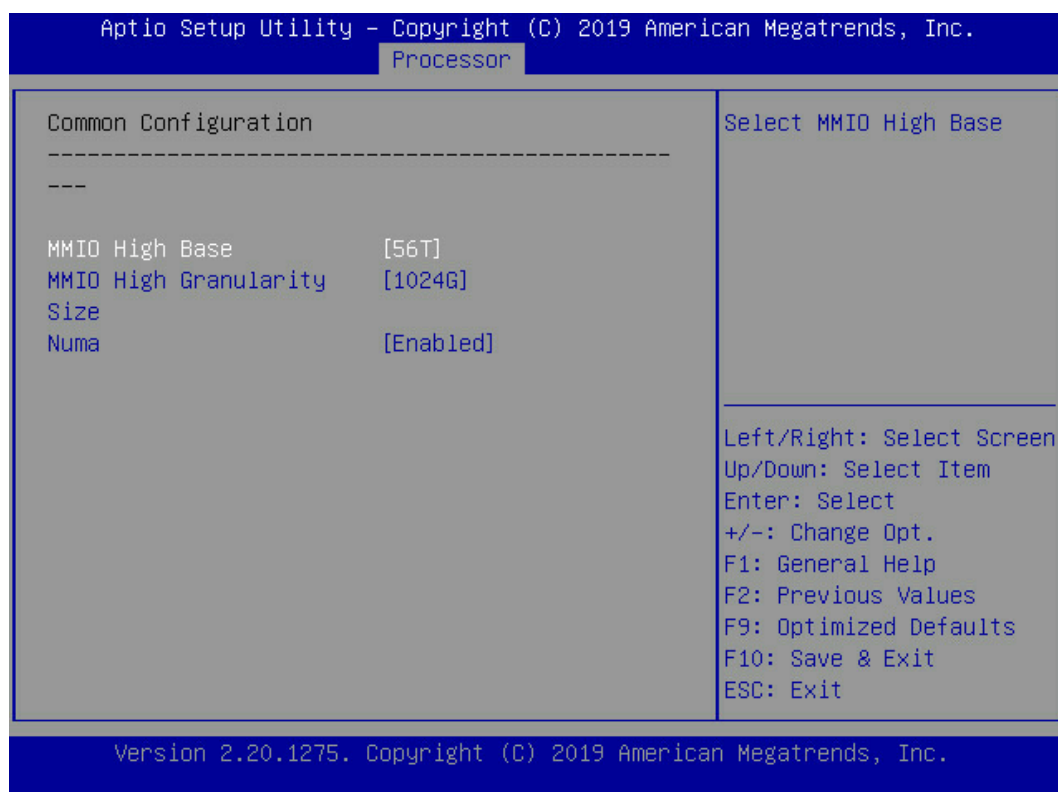 Aptio Setup Utility – Copyright (C) 2019 American Megatrends, Inc.
Processor
Common Configuration
-----------------------------------------------
---
MMIO High Base [56T]
MMIO High Granularity [1024G]
Size
Numa [Enabled]
Select MMIO High Base
Left/Right: Select Screen
Up/Down: Select Item
Enter: Select
+/-: Change Opt.
F1: General Help
F2: Previous Values
F9: Optimized Defaults
F10: Save & Exit
ESC: Exit
Version 2.20.1275. Copyright (C) 2019 American Megatrends, Inc.